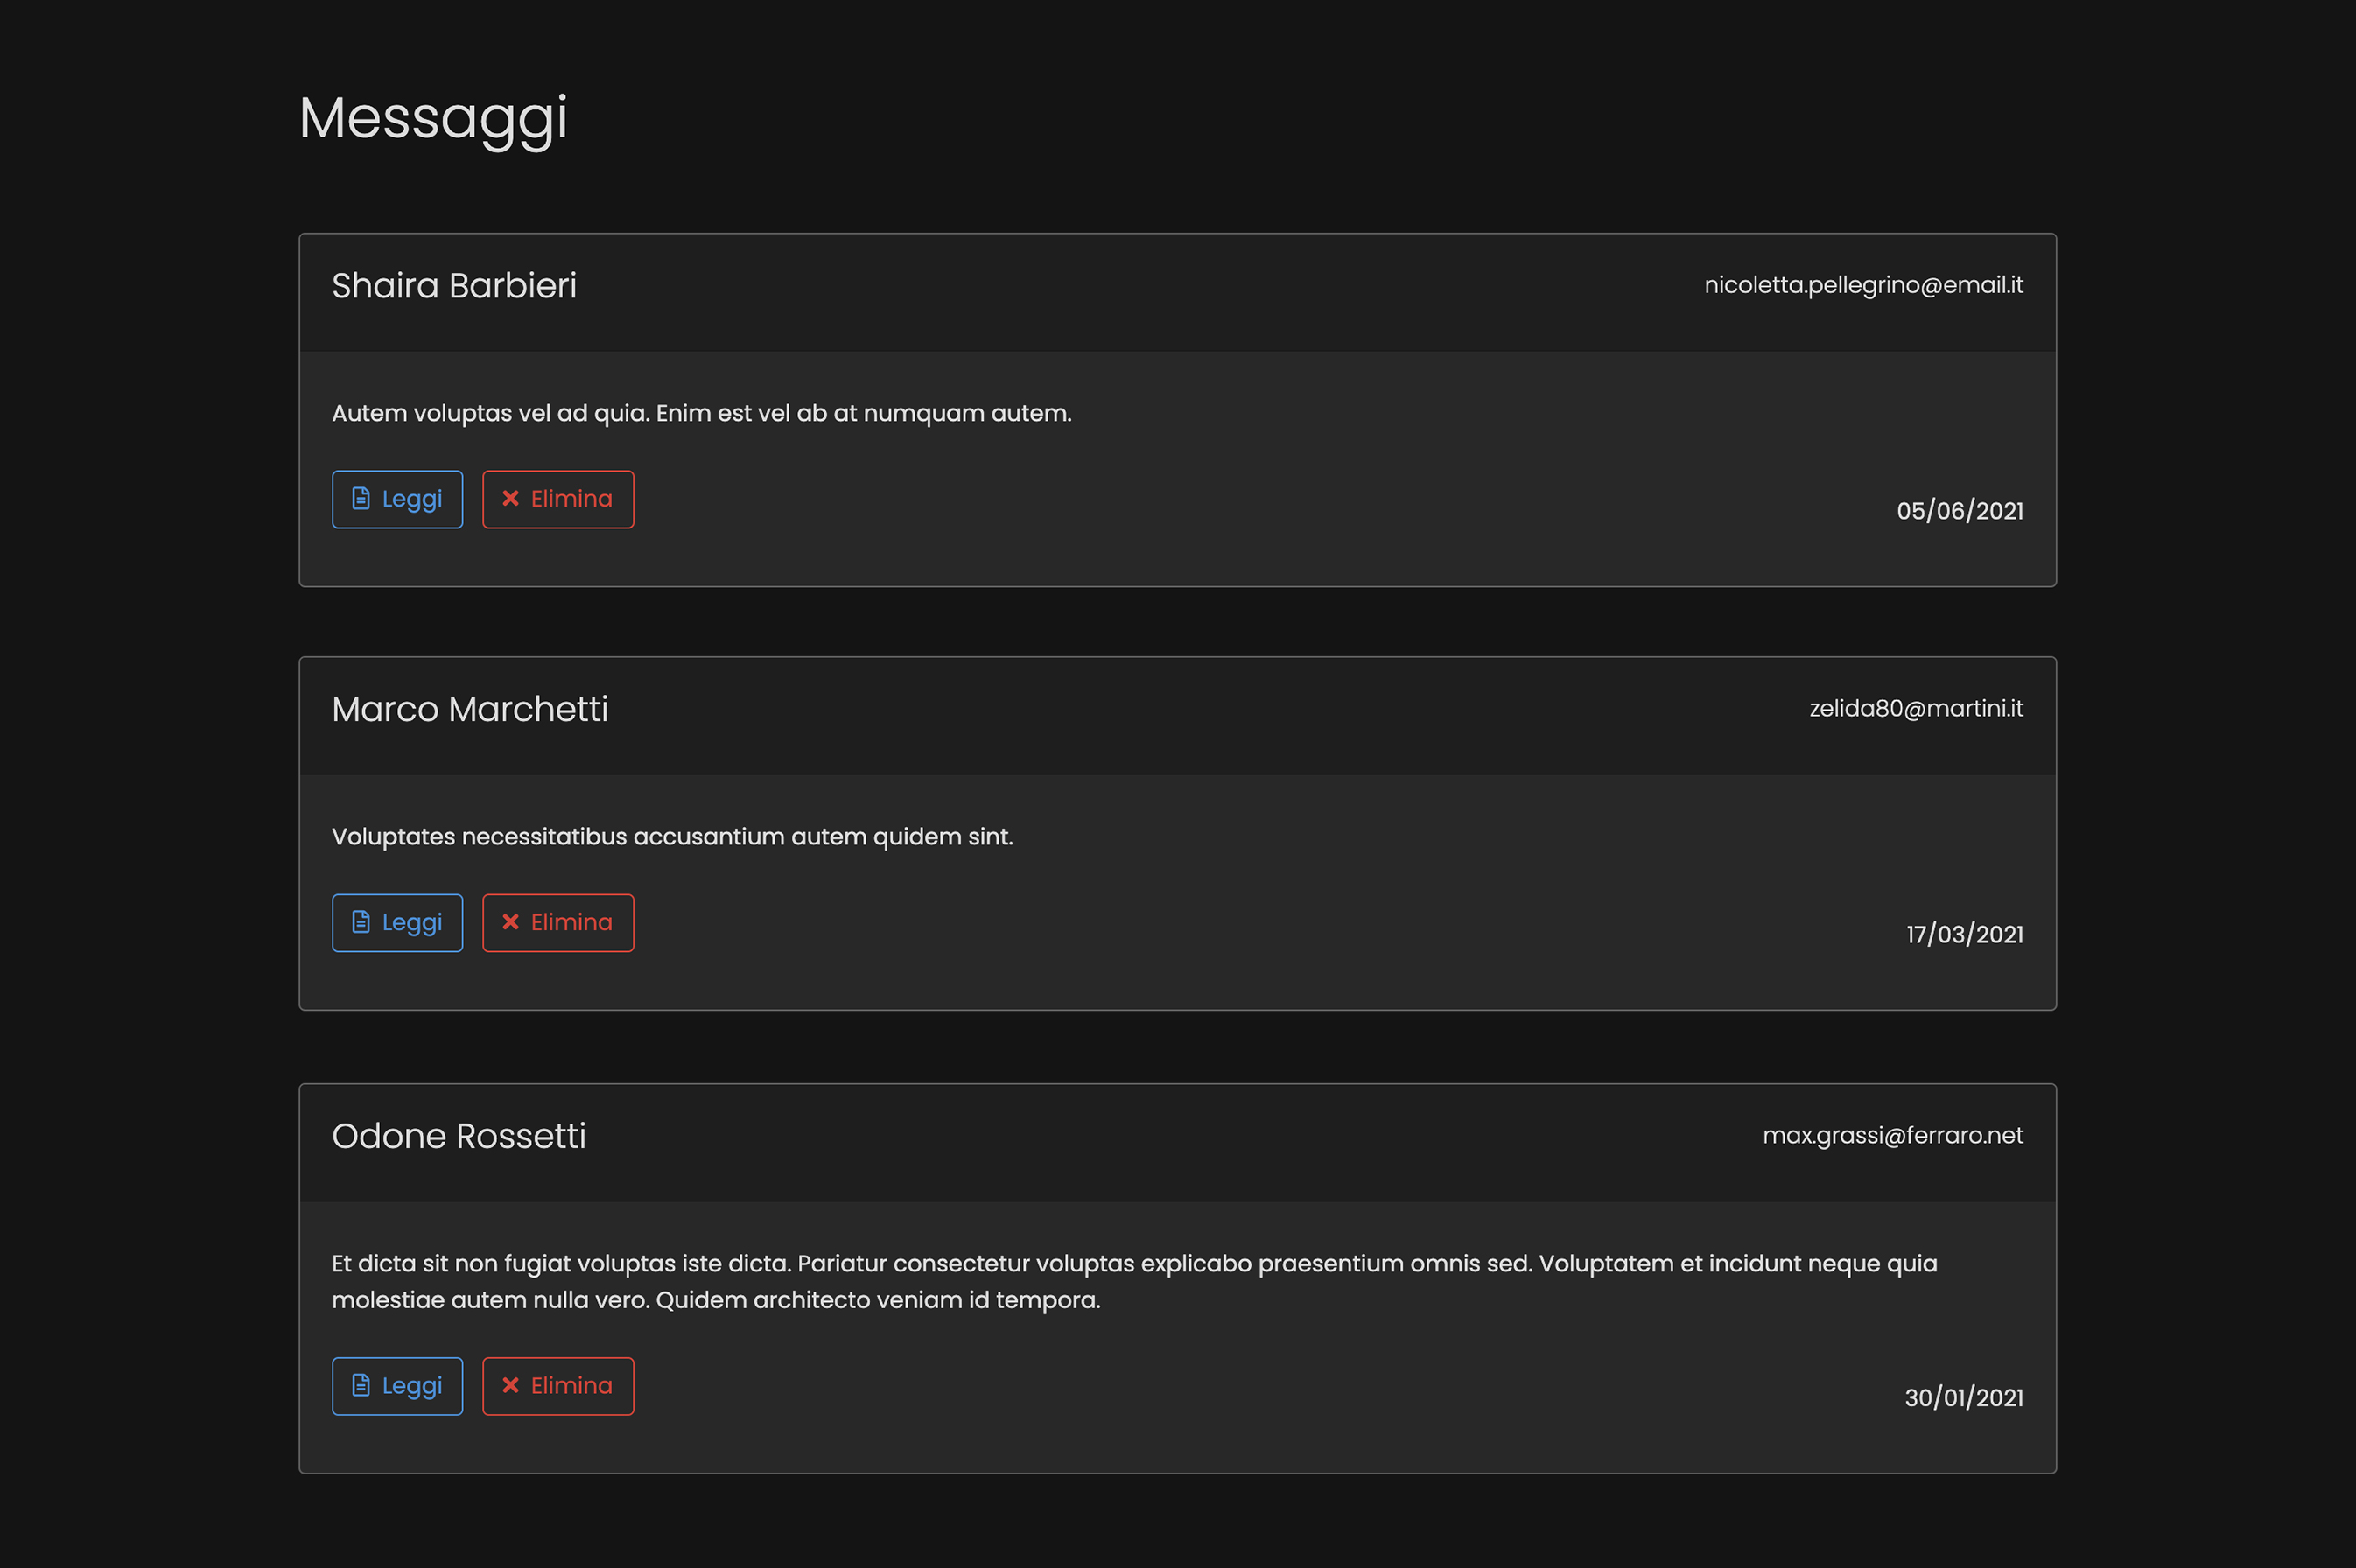 Messaggi
Shaira Barbieri
nicoletta.pellegrino@email.it
Autem voluptas vel ad quia. Enim est vel ab at numquam autem.
Leggi
Elimina
05/06/2021
Marco Marchetti
zelida80@martini.it
Voluptates necessitatibus accusantium autem quidem sint.
Leggi
Elimina
17/03/2021
Odone Rossetti
max.grassi@ferraro.net
Et dicta sit non fugiat voluptas iste dicta. Pariatur consectetur voluptas explicabo praesentium omnis sed. Voluptatem et incidunt neque quia
molestiae autem nulla vero. Quidem architecto veniam id tempora.
Leggi
Elimina
30/01/2021